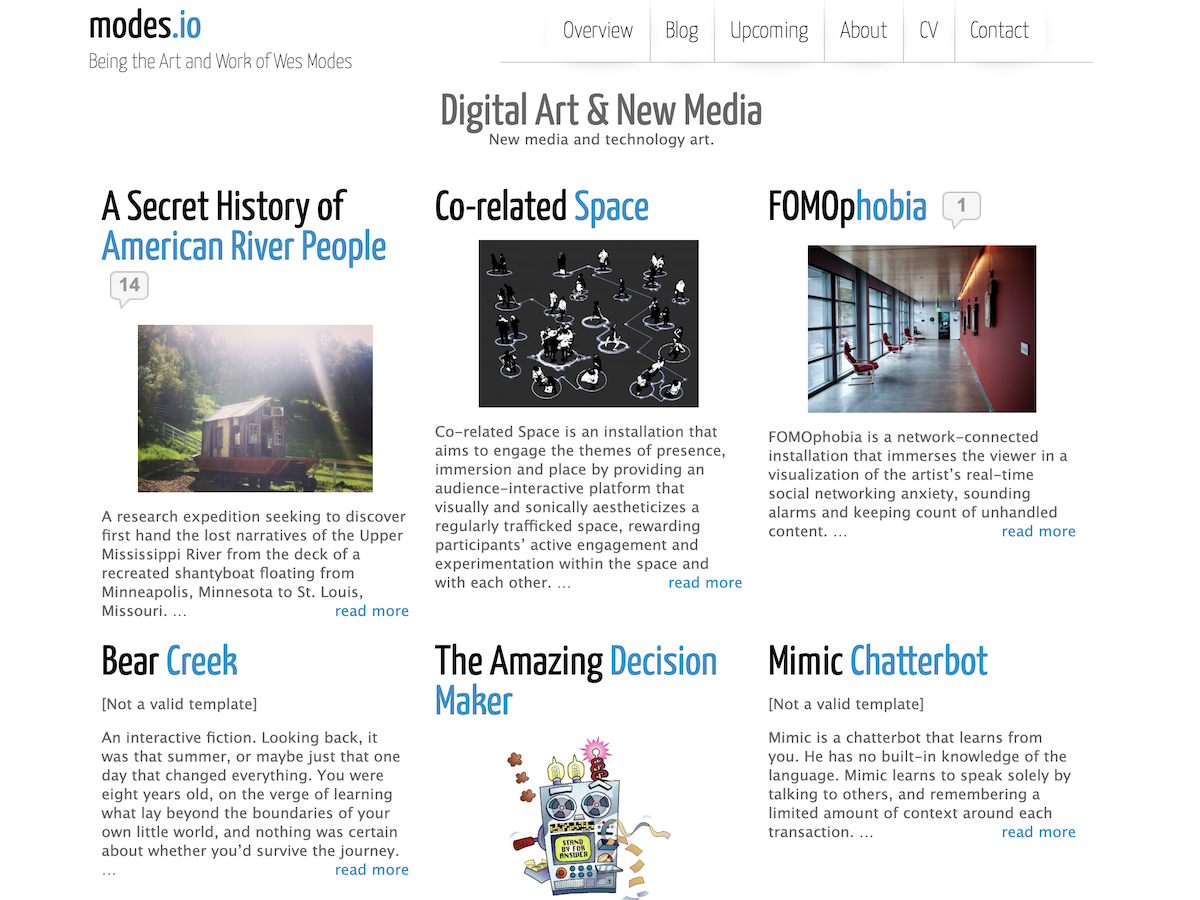 modes.io
Being the Art and Work of Wes Modes
Overview
Blog
Upcoming
About
CV
Contact
Digital Art & New Media
New media and technology art.
A Secret History of
American River People
14
A research expedition seeking to discover
first hand the lost narratives of the Upper
Mississippi River from the deck of a
recreated shantyboat floating from
Minneapolis, Minnesota to St. Louis,
Missouri. …
read more
Co-related Space
Co-related Space is an installation that
aims to engage the themes of presence,
immersion and place by providing an
audience-interactive platform that
visually and sonically aestheticizes a
regularly trafficked space, rewarding
participants’ active engagement and
experimentation within the space and
with each other. …
read more
FOMOphobia
1
FOMOphobia is a network-connected
installation that immerses the viewer in a
visualization of the artist’s real-time
social networking anxiety, sounding
alarms and keeping count of unhandled
content. …
read more
Bear Creek
[Not a valid template]
An interactive fiction. Looking back, it
was that summer, or maybe just that one
day that changed everything. You were
eight years old, on the verge of learning
what lay beyond the boundaries of your
own little world, and nothing was certain
about whether you’d survive the journey.
…
read more
The Amazing Decision
Maker
STAND
BY FOR
ANSWER
Mimic Chatterbot
[Not a valid template]
Mimic is a chatterbot that learns from
you. He has no built-in knowledge of the
language. Mimic learns to speak solely by
talking to others, and remembering a
limited amount of context around each
transaction. …
read more